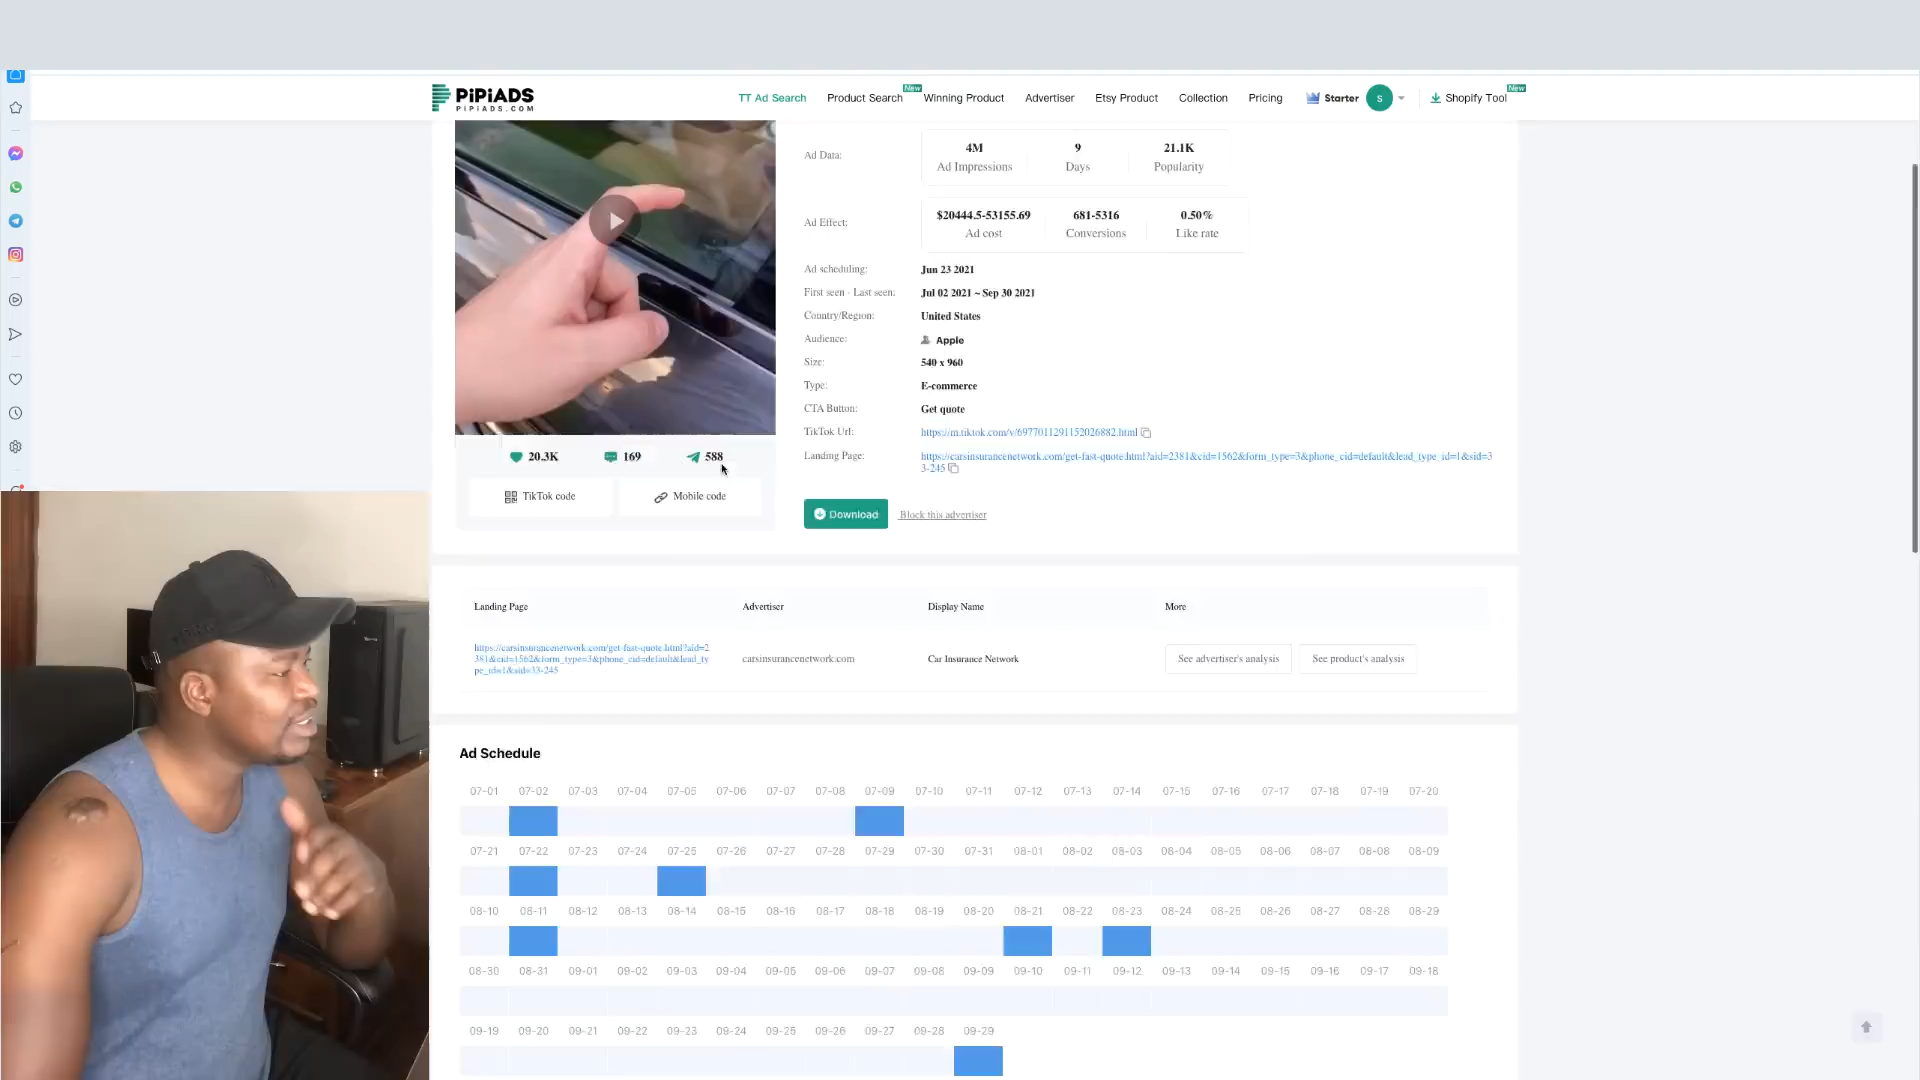 PiPiADS
PIPIADS.COM
TT Ad Search
Product Search
New
Winning Product
Advertiser
Etsy Product
Collection
Pricing
Starter
S
Shopify Tool
New
Ad Data:
4M
9
21.1K
Ad Impressions
Days
Popularity
Ad Effect:
$20444.5-53155.69
681-5316
0.50%
Ad cost
Conversions
Like rate
Ad scheduling:
Jun 23 2021
First seen - Last seen:
Jul 02 2021 ~ Sep 30 2021
Country/Region:
United States
Audience:
Apple
Size:
540 x 960
Type:
E-commerce
CTA Button:
Get quote
TikTok Url:
https://m.tiktok.com/v/6977011291152026882.html
Landing Page:
https://carsinsurancenetwork.com/get-fast-quote.html?aid=2381&cid=1562&form_type=3&phone_cid=default&lead_type_id=1&sid=3
3-245
20.3K
169
588
TikTok code
Mobile code
Download
Block this advertiser
Landing Page
Advertiser
Display Name
More
https://carsinsurancenetwork.com/get-fast-quote.html?aid=2
381&cid=1562&form_type=3&phone_cid=default&lead_ty
pe_id=1&sid=33-245
carsinsurancenetwork.com
Car Insurance Network
See advertiser's analysis
See product's analysis
Ad Schedule
07-01 07-02 07-03 07-04 07-05 07-06 07-07 07-08 07-09 07-10 07-11 07-12 07-13 07-14 07-15 07-16 07-17 07-18 07-19 07-20
07-21 07-22 07-23 07-24 07-25 07-26 07-27 07-28 07-29 07-30 07-31 08-01 08-02 08-03 08-04 08-05 08-06 08-07 08-08 08-09
08-10 08-11 08-12 08-13 08-14 08-15 08-16 08-17 08-18 08-19 08-20 08-21 08-22 08-23 08-24 08-25 08-26 08-27 08-28 08-29
08-30 08-31 09-01 09-02 09-03 09-04 09-05 09-06 09-07 09-08 09-09 09-10 09-11 09-12 09-13 09-14 09-15 09-16 09-17 09-18
09-19 09-20 09-21 09-22 09-23 09-24 09-25 09-26 09-27 09-28 09-29